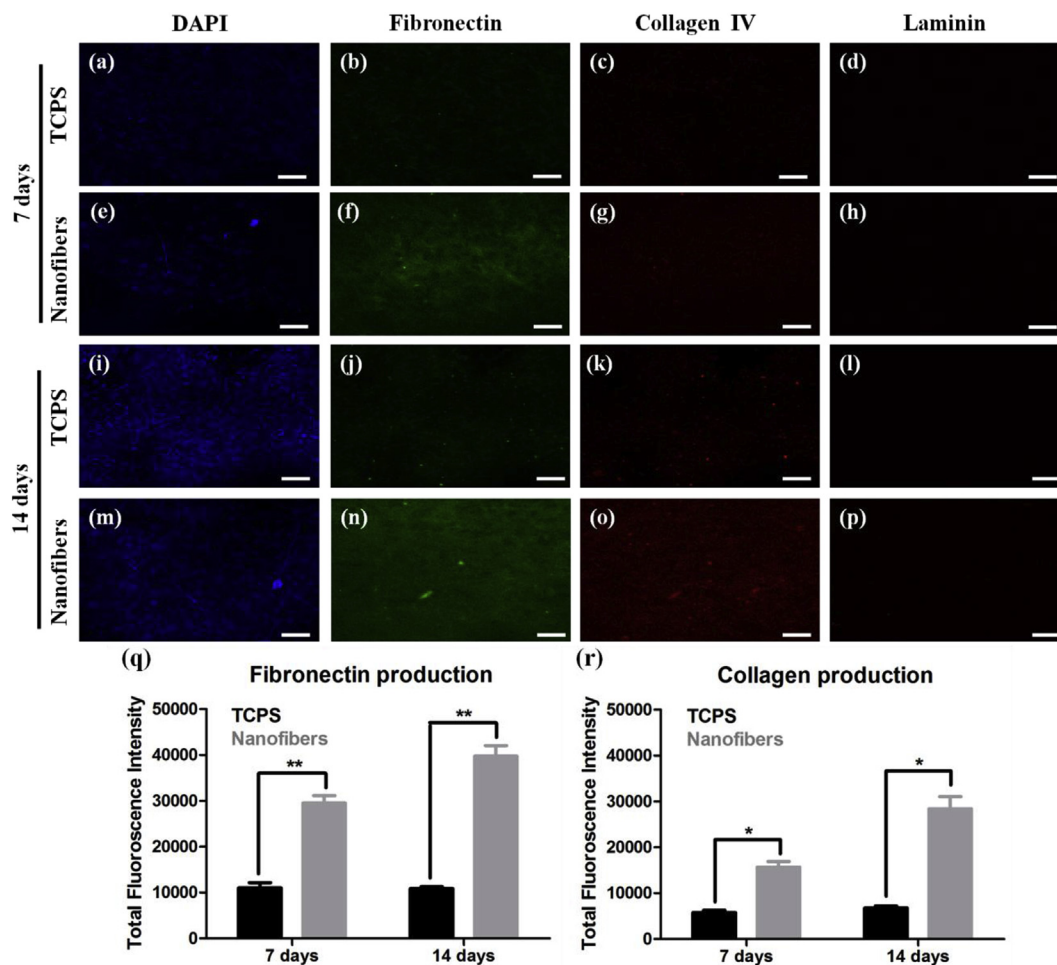 DAPI Fibronectin Collagen IV Laminin
7 days
TCPS
(a) (b) (c) (d)
Nanofibers
(e) (f) (g) (h)
14 days
TCPS
(i) (j) (k) (l)
Nanofibers
(m) (n) (o) (p)
(q)
Fibronectin production
Total Fluoroscence Intensity
50000
40000
30000
20000
10000
0
TCPS
Nanofibers
**
**
7 days 14 days
(r)
Collagen production
Total Fluoroscence Intensity
50000
40000
30000
20000
10000
0
TCPS
Nanofibers
*
*
7 days 14 days